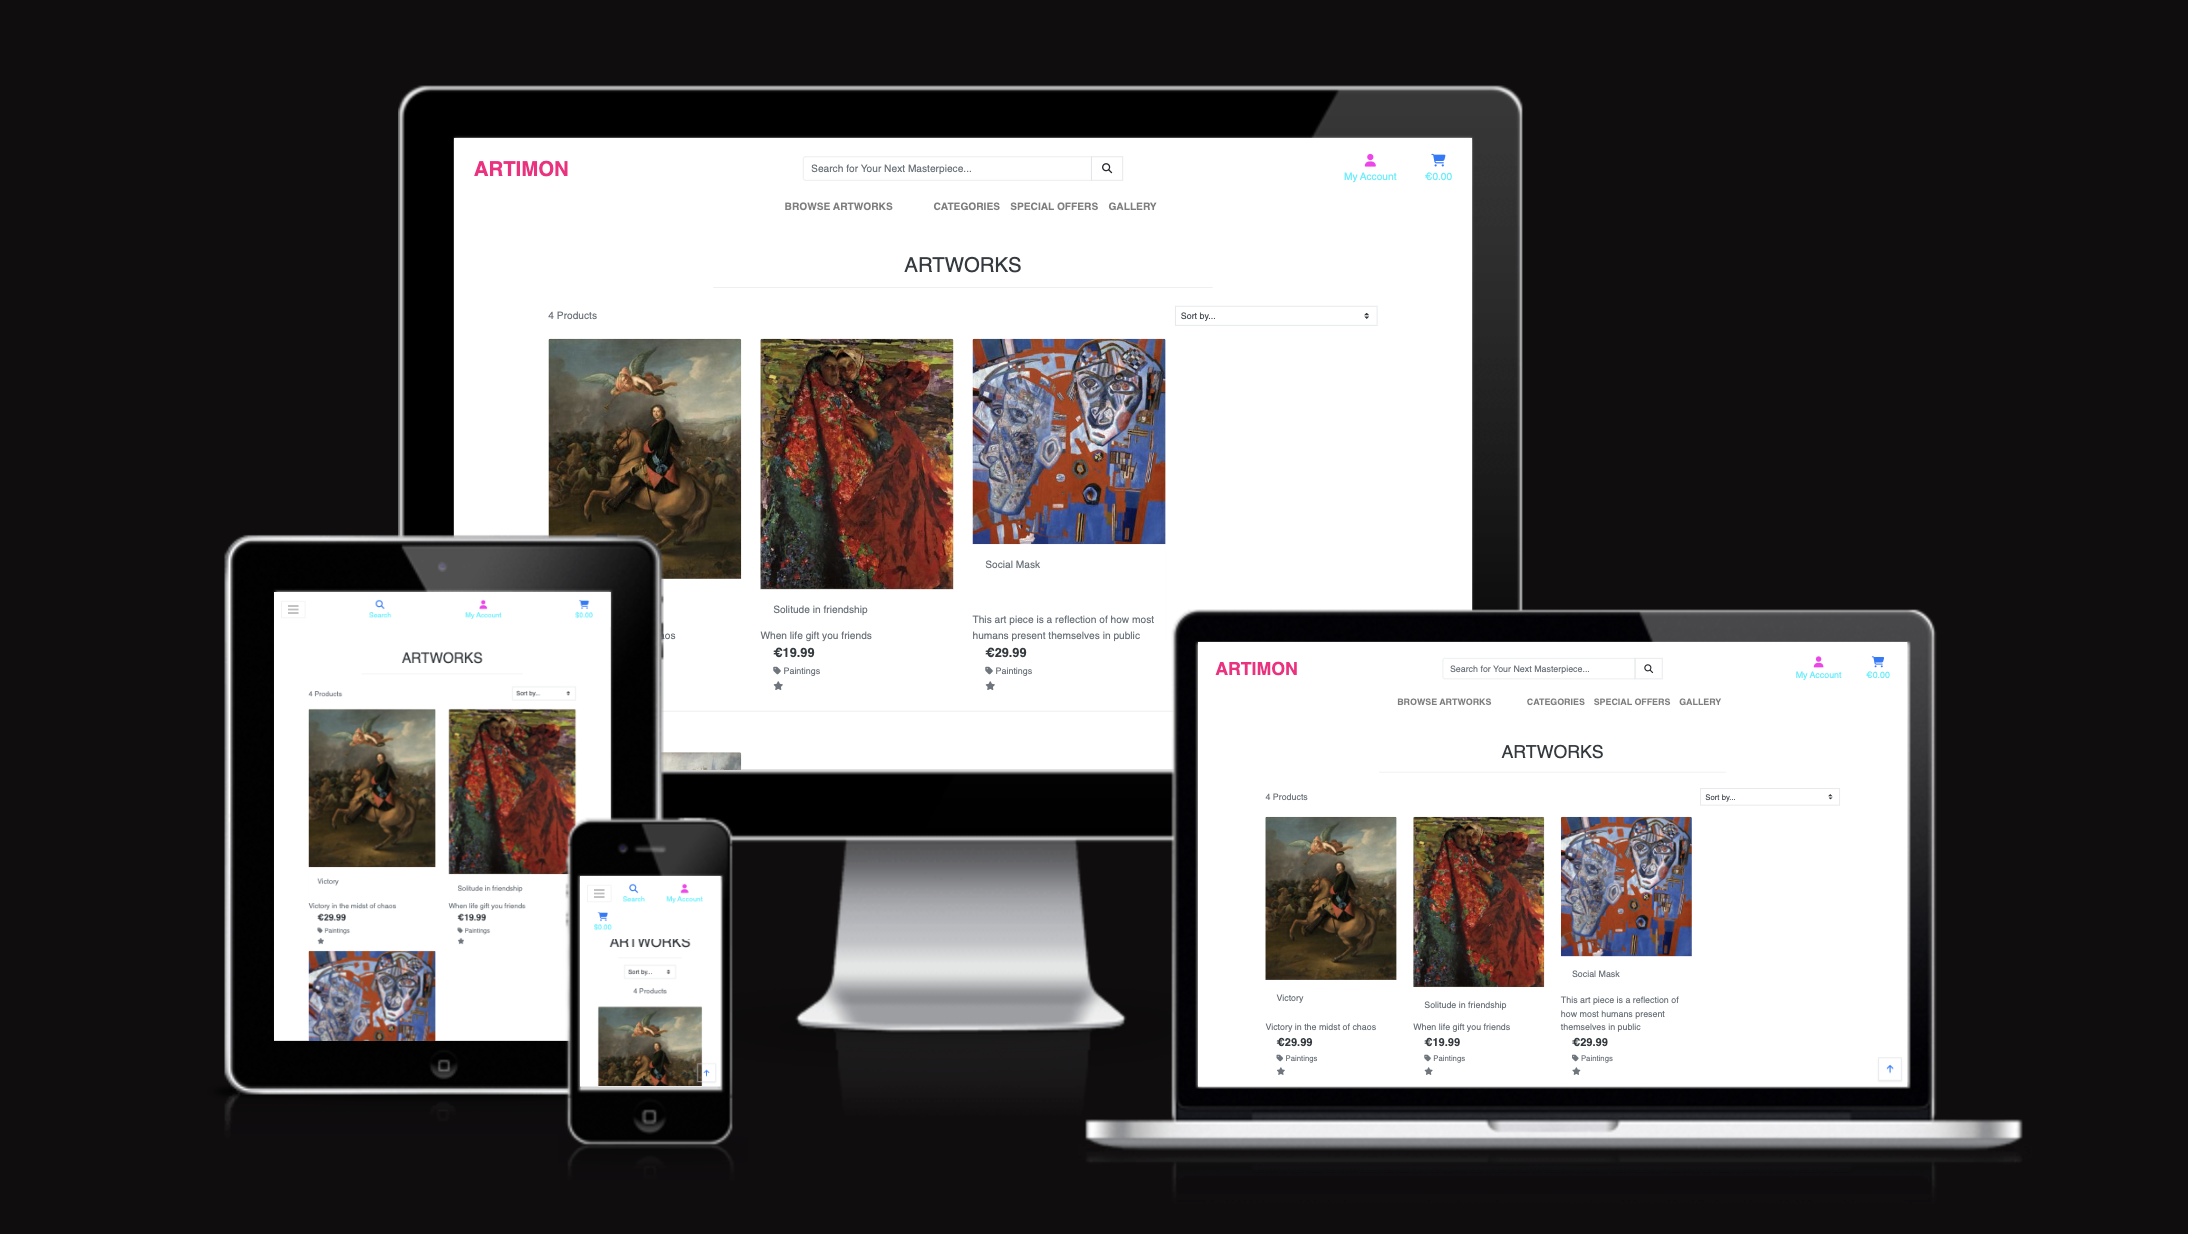 ARTIMON
Search for Your Next Masterpiece...
My Account
€0.00
BROWSE ARTWORKS
CATEGORIES
SPECIAL OFFERS
GALLERY
ARTWORKS
4 Products
Sort by...
aos
Solitude in friendship
When life gift you friends
€19.99
Paintings
Social Mask
This art piece is a reflection of how most
humans present themselves in public
€29.99
Paintings
Search
My Account
$0.00
ARTWORKS
4 Products
Sort by...
Victory
Victory in the midst of chaos
€29.99
Paintings
Solitude in friendship
When life gift you friends
€19.99
Paintings
Search
My Account
$0.00
ARTWORKS
Sort by...
4 Products
ARTIMON
Search for Your Next Masterpiece...
My Account
€0.00
BROWSE ARTWORKS
CATEGORIES
SPECIAL OFFERS
GALLERY
ARTWORKS
4 Products
Sort by...
Victory
Victory in the midst of chaos
€29.99
Paintings
Solitude in friendship
When life gift you friends
€19.99
Paintings
Social Mask
This art piece is a reflection of
how most humans present
themselves in public
€29.99
Paintings